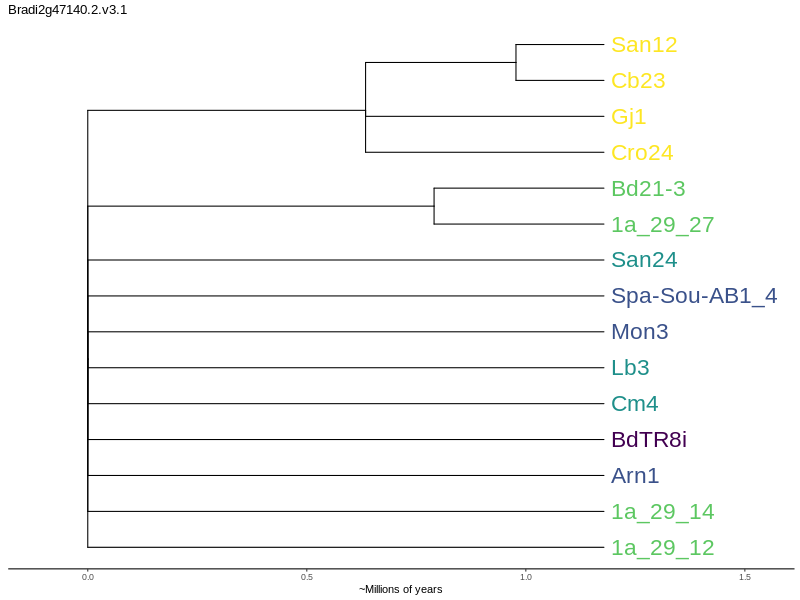 Bradi2g47140.2.v3.1
San12
Cb23
Gj1
Cro24
Bd21-3
1a_29_27
San24
Spa-Sou-AB1_4
Mon3
Lb3
Cm4
BdTR8i
Arn1
1a_29_14
1a_29_12
0.0 0.5 1.0 1.5
~Millions of years